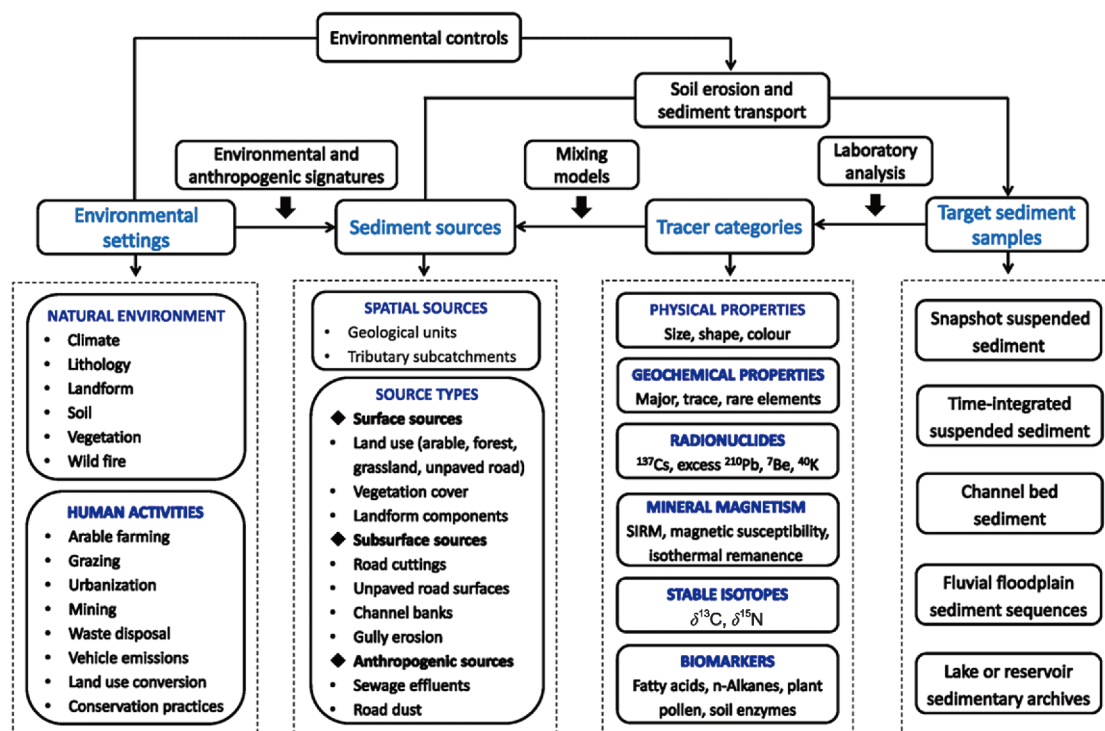 Environmental controls
Soil erosion and
sediment transport
Environmental and
anthropogenic signatures
Mixing
models
Laboratory
analysis
Environmental
settings
Sediment sources
Tracer categories
Target sediment
samples
NATURAL ENVIRONMENT
• Climate
• Lithology
• Landform
• Soil
• Vegetation
• Wild fire
HUMAN ACTIVITIES
• Arable farming
• Grazing
• Urbanization
• Mining
• Waste disposal
• Vehicle emissions
• Land use conversion
• Conservation practices
SPATIAL SOURCES
• Geological units
• Tributary subcatchments
SOURCE TYPES
◆ Surface sources
• Land use (arable, forest,
grassland, unpaved road)
• Vegetation cover
• Landform components
◆ Subsurface sources
• Road cuttings
• Unpaved road surfaces
• Channel banks
• Gully erosion
◆ Anthropogenic sources
• Sewage effluents
• Road dust
PHYSICAL PROPERTIES
Size, shape, colour
GEOCHEMICAL PROPERTIES
Major, trace, rare elements
RADIONUCLIDES
¹³⁷Cs, excess ²¹⁰Pb, ⁷Be, ⁴⁰K
MINERAL MAGNETISM
SIRM, magnetic susceptibility,
isothermal remanence
STABLE ISOTOPES
δ¹³C, δ¹⁵N
BIOMARKERS
Fatty acids, n-Alkanes, plant
pollen, soil enzymes
Snapshot suspended
sediment
Time-integrated
suspended sediment
Channel bed
sediment
Fluvial floodplain
sediment sequences
Lake or reservoir
sedimentary archives